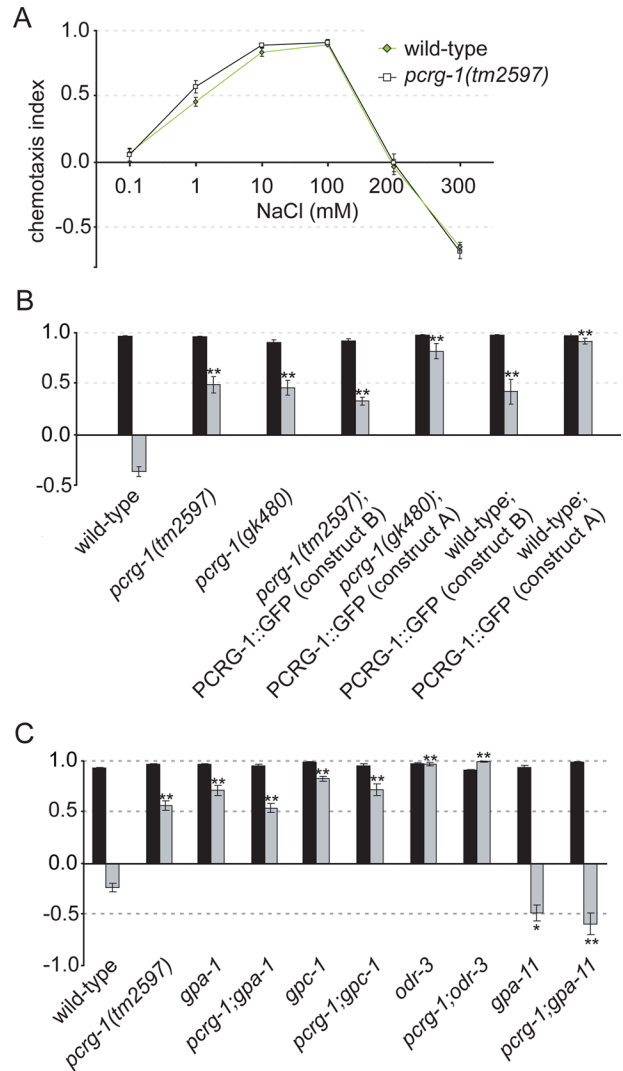 A
chemotaxis index
1.0
0.5
0.0
-0.5
wild-type
pcrg-1(tm2597)
0.1 1 10 100 200 300
NaCl (mM)
B
1.0
0.5
0.0
-0.5
** ** ** ** ** **
wild-type
pcrg-1(tm2597)
pcrg-1(gk480)
pcrg-1(tm2597);
PCRG-1::GFP (construct B)
pcrg-1(gk480);
PCRG-1::GFP (construct A)
wild-type;
PCRG-1::GFP (construct B)
wild-type;
PCRG-1::GFP (construct A)
C
1.0
0.5
0.0
-0.5
-1.0
** ** ** ** ** ** ** * **
wild-type
pcrg-1(tm2597)
gpa-1
pcrg-1;gpa-1
gpc-1
pcrg-1;gpc-1
odr-3
pcrg-1;odr-3
gpa-11
pcrg-1;gpa-11